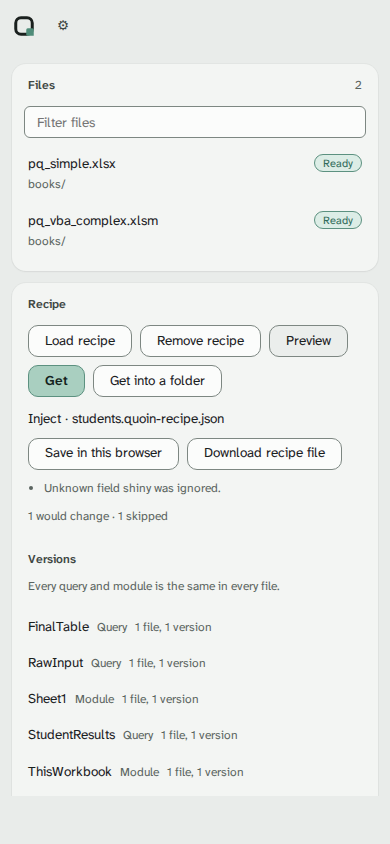 Files 2
Filter files
pq_simple.xlsx Ready
books/
pq_vba_complex.xlsm Ready
books/
Recipe
Load recipe Remove recipe Preview
Get Get into a folder
Inject · students.quoin-recipe.json
Save in this browser Download recipe file
• Unknown field shiny was ignored.
1 would change · 1 skipped
Versions
Every query and module is the same in every file.
FinalTable Query 1 file, 1 version
RawInput Query 1 file, 1 version
Sheet1 Module 1 file, 1 version
StudentResults Query 1 file, 1 version
ThisWorkbook Module 1 file, 1 version